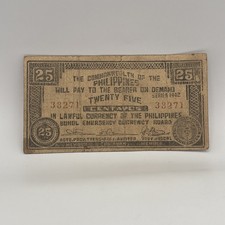 25 THE COMMONWEALTH OF THE 25
PHILIPPINES
WILL PAY TO THE BEARER ON DEMAND
SERIES 1942
TWENTY FIVE
38271 CENTAVOS 38271
IN LAWFUL CURRENCY OF THE PHILIPPINES
25 BOHOL EMERGENCY CURRENCY BOARD